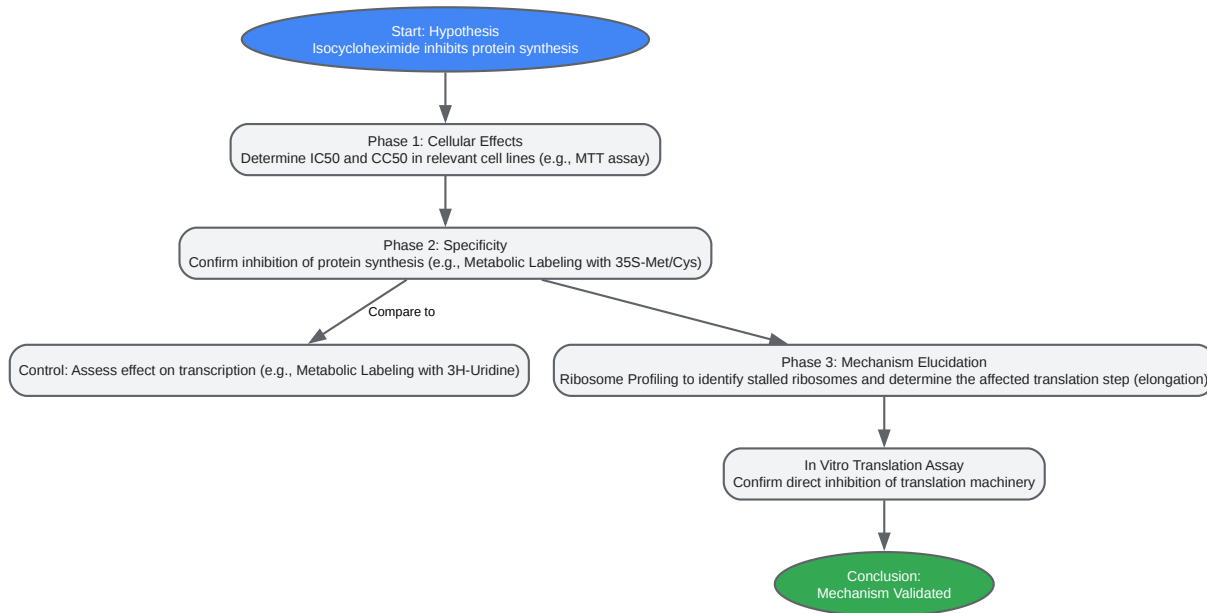 Start: Hypothesis
Isocycloheximide inhibits protein synthesis
Phase 1: Cellular Effects
Determine IC50 and CC50 in relevant cell lines (e.g., MTT assay)
Phase 2: Specificity
Confirm inhibition of protein synthesis (e.g., Metabolic Labeling with 35S-Met/Cys)
Compare to
Control: Assess effect on transcription (e.g., Metabolic Labeling with 3H-Uridine)
Phase 3: Mechanism Elucidation
Ribosome Profiling to identify stalled ribosomes and determine the affected translation step (elongation)
In Vitro Translation Assay
Confirm direct inhibition of translation machinery
Conclusion:
Mechanism Validated